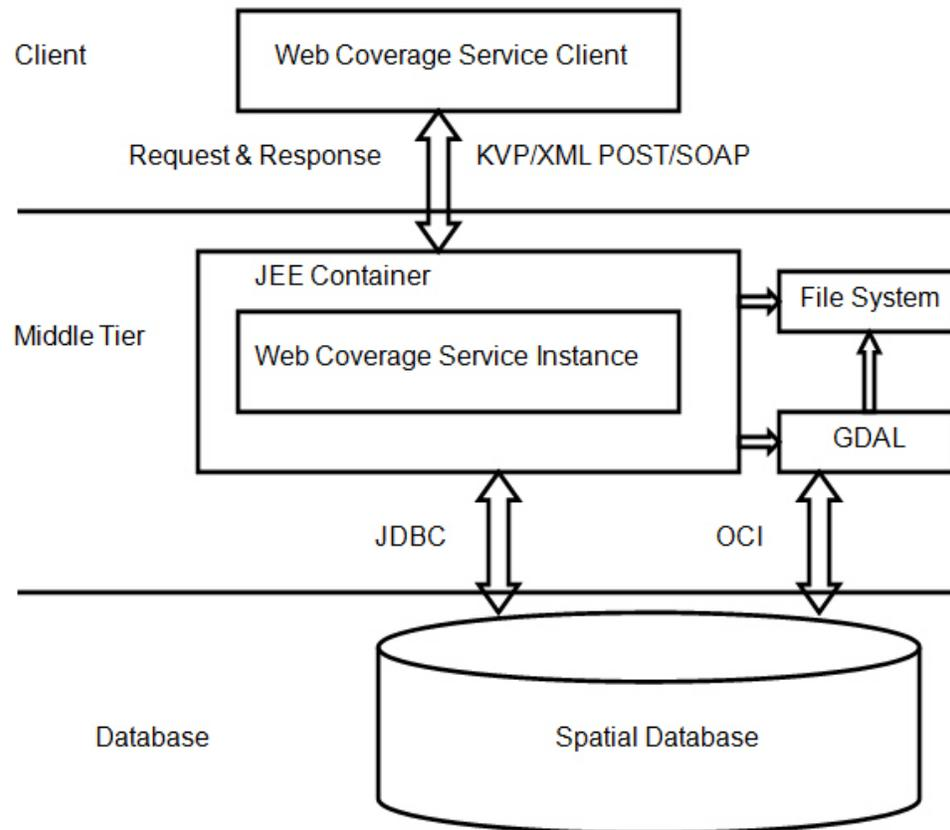 Client
Web Coverage Service Client
Request & Response
KVP/XML POST/SOAP
JEE Container
File System
Middle Tier
Web Coverage Service Instance
GDAL
JDBC
OCI
Database
Spatial Database